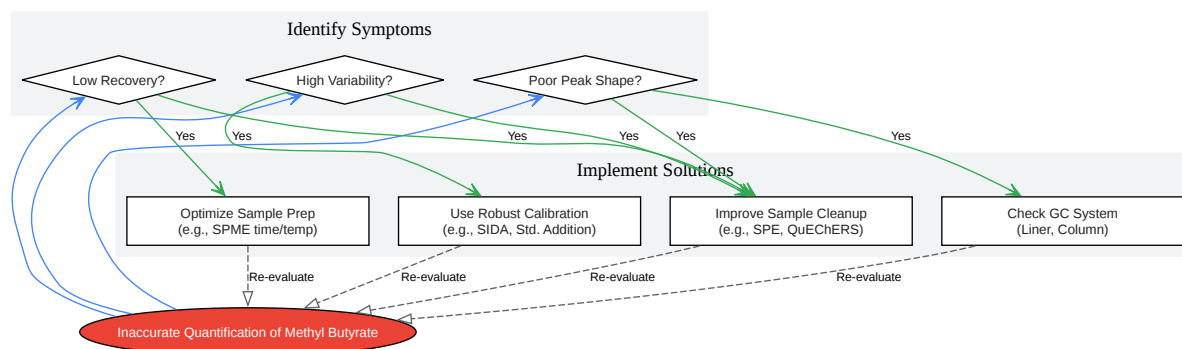 Identify Symptoms
Low Recovery?
High Variability?
Poor Peak Shape?
Yes
Yes
Yes
Yes
Yes
Yes
Implement Solutions
Optimize Sample Prep
(e.g., SPME time/temp)
Use Robust Calibration
(e.g., SIDA, Std. Addition)
Improve Sample Cleanup
(e.g., SPE, QuEChERS
Check GC System
(Liner, Column)
Re-evaluate
Re-evaluate
Re-evaluate
Re-evaluate
Inaccurate Quantification of Methyl Butyrate